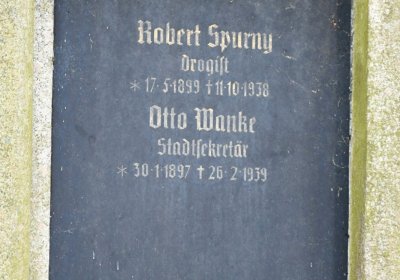 Robert Spurny
Drogist
* 17·5·1899 † 11·10·1938
Otto Wanke
Stadtsekretär
* 30·1·1897 † 26·2·1939